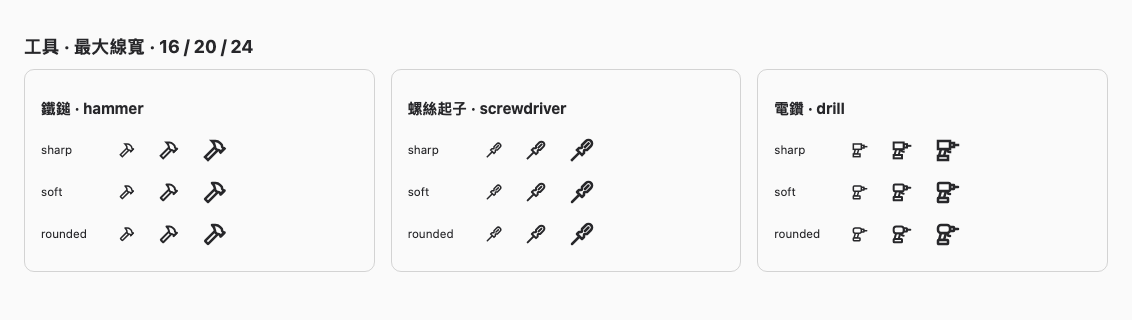 工具 · 最大線寬 · 16 / 20 / 24
鐵鎚 · hammer
sharp
soft
rounded
螺絲起子 · screwdriver
sharp
soft
rounded
電鑽 · drill
sharp
soft
rounded